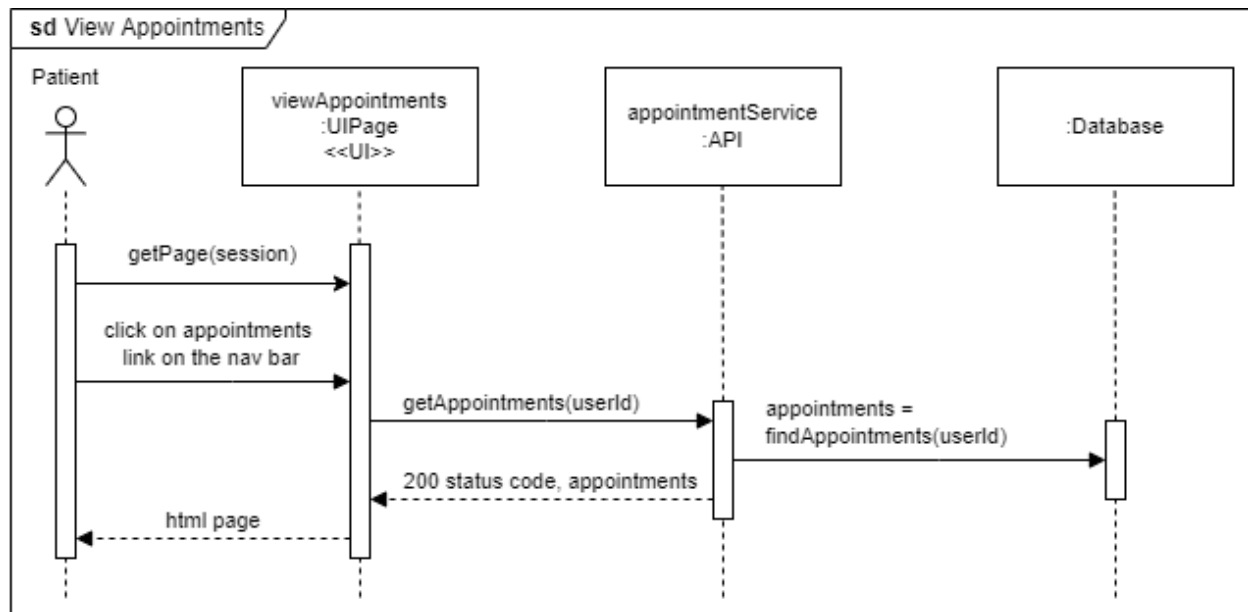 sd View Appointments
Patient
viewAppointments
:UIPage
<<UI>>
appointmentService
:API
:Database
getPage(session)
click on appointments
link on the nav bar
getAppointments(userId)
appointments =
findAppointments(userId)
200 status code, appointments
html page